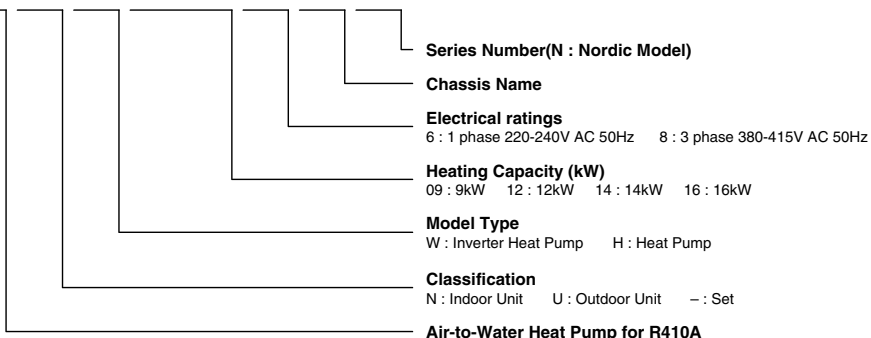 Series Number(N : Nordic Model)
Chassis Name
Electrical ratings
6 : 1 phase 220-240V AC 50Hz 8 : 3 phase 380-415V AC 50Hz
Heating Capacity (kW)
09 : 9kW 12 : 12kW 14 : 14kW 16 : 16kW
Model Type
W : Inverter Heat Pump H : Heat Pump
Classification
N : Indoor Unit U : Outdoor Unit – : Set
Air-to-Water Heat Pump for R410A